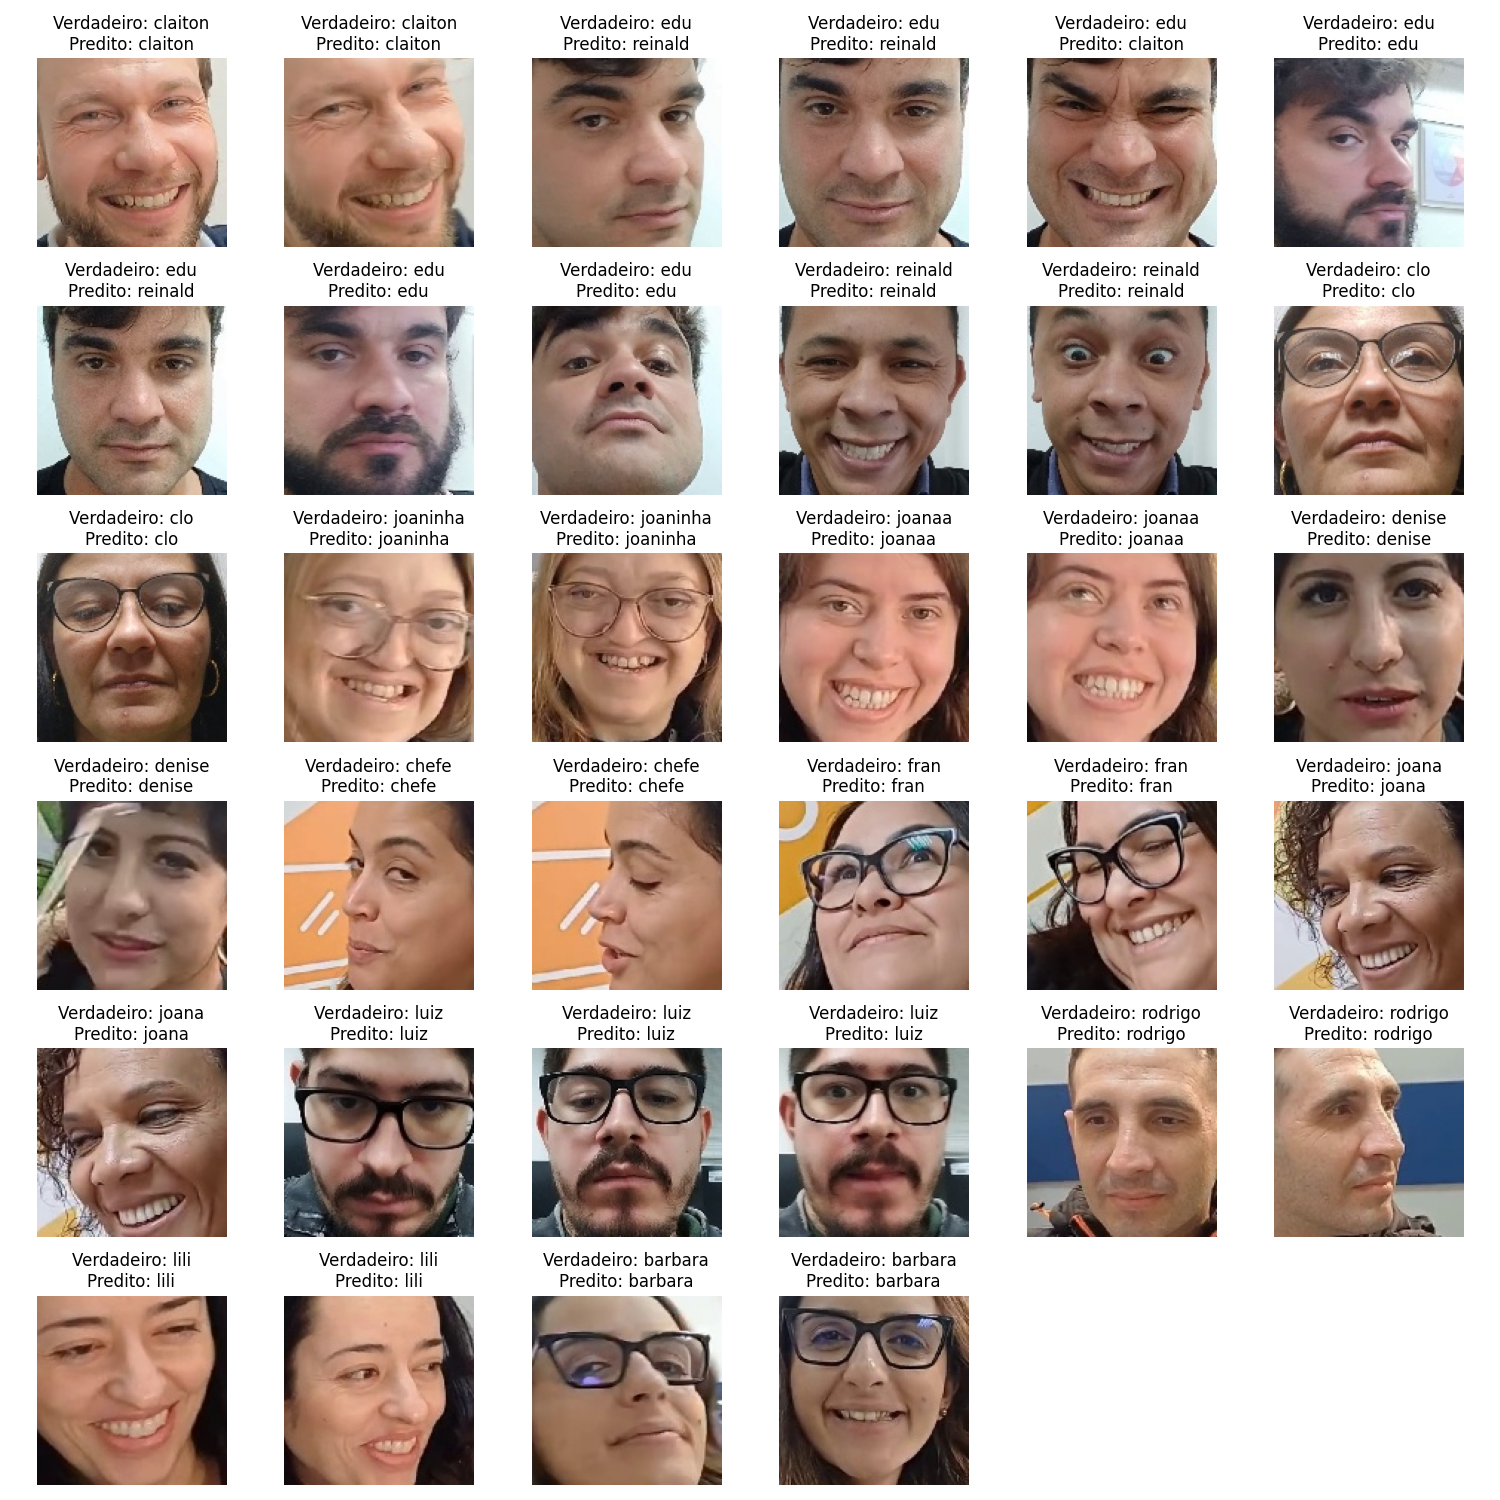 Verdadeiro: claiton
Predito: claiton
Verdadeiro: claiton
Predito: claiton
Verdadeiro: edu
Predito: reinald
Verdadeiro: edu
Predito: reinald
Verdadeiro: edu
Predito: claiton
Verdadeiro: edu
Predito: edu
Verdadeiro: edu
Predito: reinald
Verdadeiro: edu
Predito: edu
Verdadeiro: edu
Predito: edu
Verdadeiro: reinald
Predito: reinald
Verdadeiro: reinald
Predito: reinald
Verdadeiro: clo
Predito: clo
Verdadeiro: clo
Predito: clo
Verdadeiro: joaninha
Predito: joaninha
Verdadeiro: joaninha
Predito: joaninha
Verdadeiro: joanaa
Predito: joanaa
Verdadeiro: joanaa
Predito: joanaa
Verdadeiro: denise
Predito: denise
Verdadeiro: denise
Predito: denise
Verdadeiro: chefe
Predito: chefe
Verdadeiro: chefe
Predito: chefe
Verdadeiro: fran
Predito: fran
Verdadeiro: fran
Predito: fran
Verdadeiro: joana
Predito: joana
Verdadeiro: joana
Predito: joana
Verdadeiro: luiz
Predito: luiz
Verdadeiro: luiz
Predito: luiz
Verdadeiro: luiz
Predito: luiz
Verdadeiro: rodrigo
Predito: rodrigo
Verdadeiro: rodrigo
Predito: rodrigo
Verdadeiro: lili
Predito: lili
Verdadeiro: lili
Predito: lili
Verdadeiro: barbara
Predito: barbara
Verdadeiro: barbara
Predito: barbara